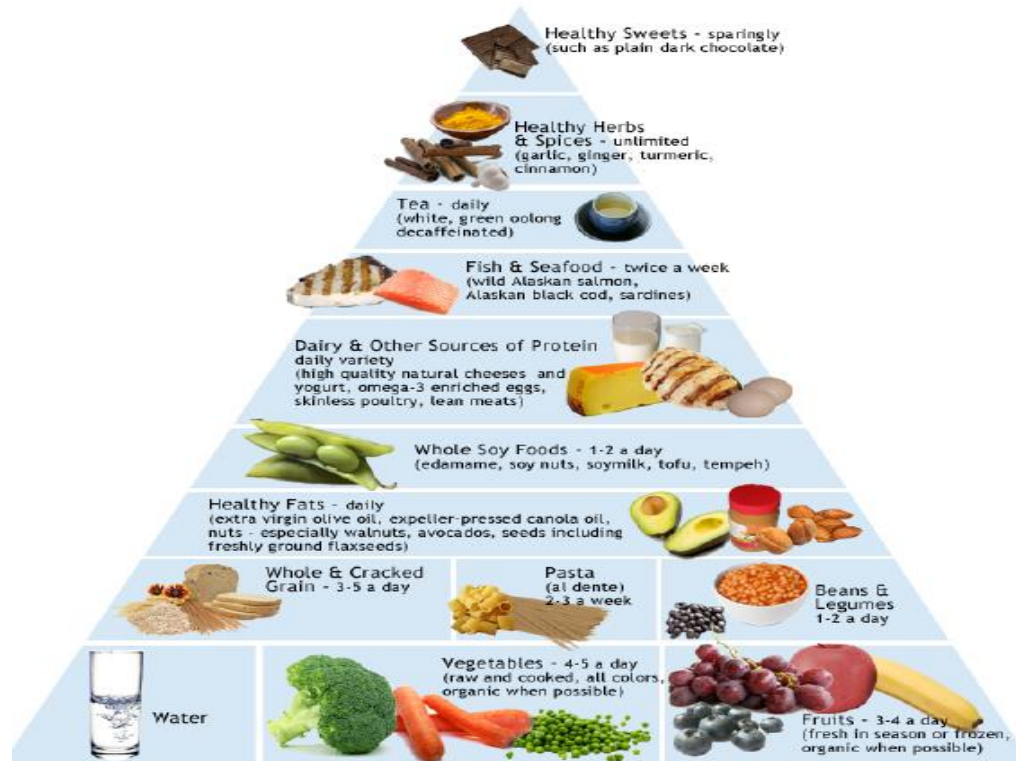 Healthy Sweets - sparingly
(such as plain dark chocolate)
Healthy Herbs
& Spices - unlimited
(garlic, ginger, turmeric,
cinnamon)
Tea - daily
(white, green oolong
decaffeinated)
Fish & Seafood - twice a week
(wild Alaskan salmon,
Alaskan black cod, sardines)
Dairy & Other Sources of Protein
daily variety
(high quality natural cheeses and
yogurt, omega-3 enriched eggs,
skinless poultry, lean meats)
Whole Soy Foods - 1-2 a day
(edamame, soy nuts, soymilk, tofu, tempeh)
Healthy Fats - daily
(extra virgin olive oil, expeller-pressed canola oil,
nuts - especially walnuts, avocados, seeds including
freshly ground flaxseeds)
Whole & Cracked
Grain - 3-5 a day
Pasta
(al dente)
2-3 a week
Beans &
Legumes
1-2 a day
Water
Vegetables - 4-5 a day
(raw and cooked, all colors,
organic when possible)
Fruits - 3-4 a day
(fresh in season or frozen,
organic when possible)